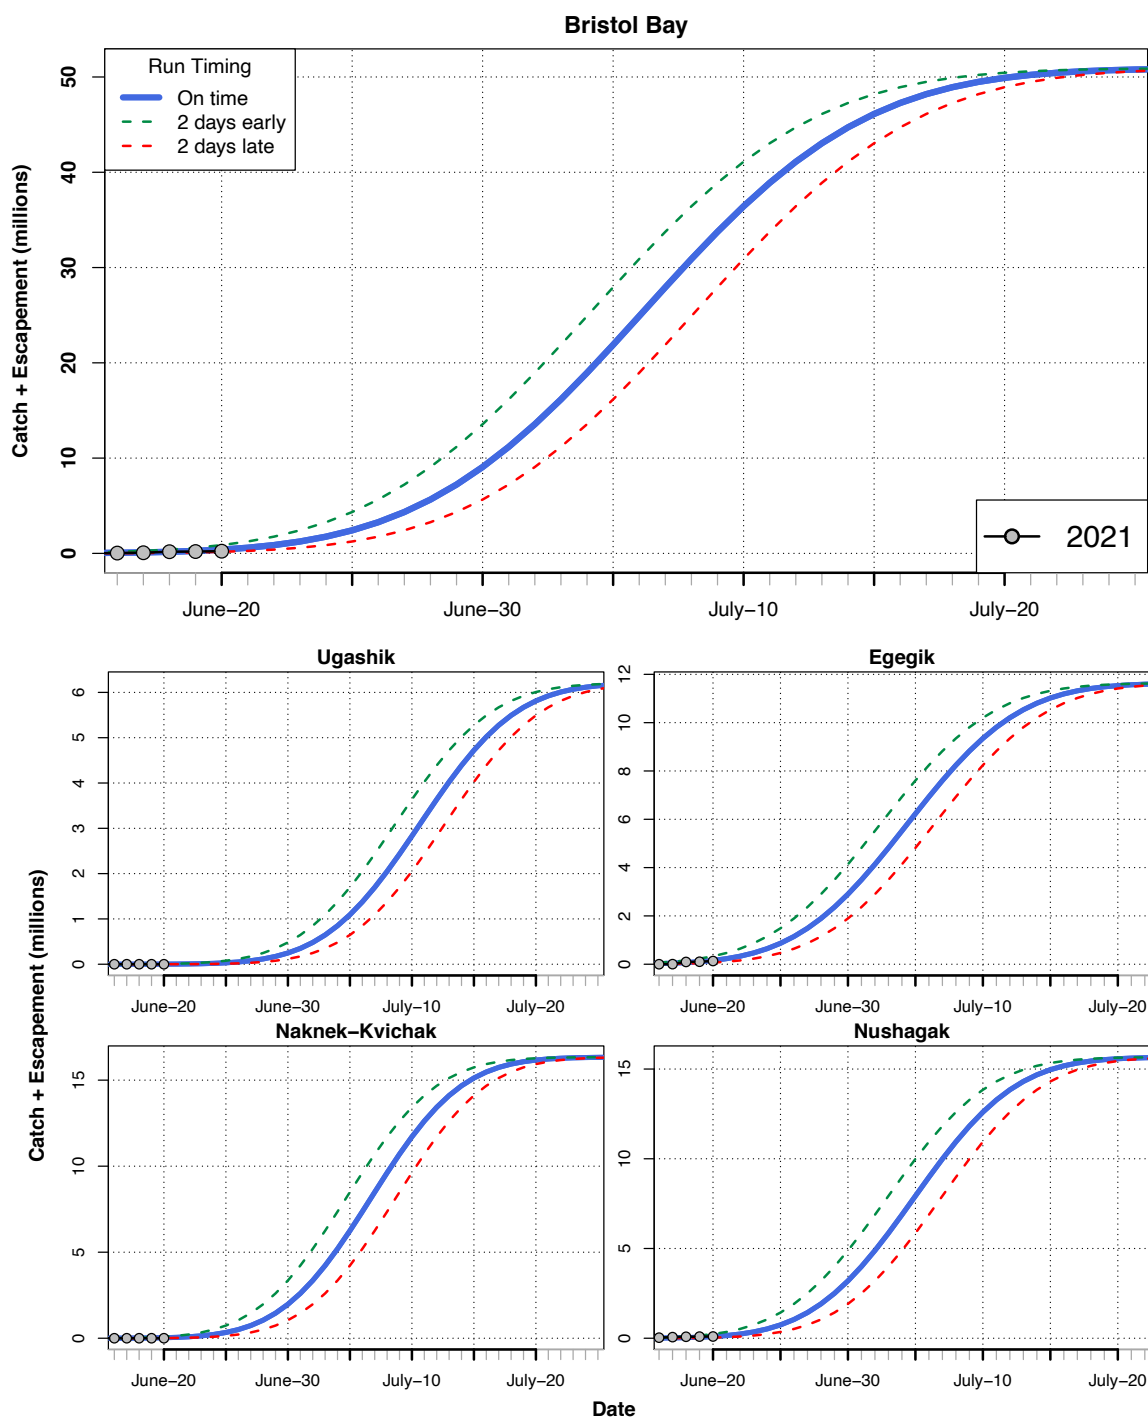 Bristol Bay
Run Timing
On time
2 days early
2 days late
Catch + Escapement (millions)
50
40
30
20
10
0
2021
June−20 June−30 July−10 July−20
Ugashik
6
5
4
3
2
1
0
June−20 June−30 July−10 July−20
Egegik
12
10
8
6
4
2
0
June−20 June−30 July−10 July−20
Catch + Escapement (millions)
Naknek−Kvichak
15
10
5
0
June−20 June−30 July−10 July−20
Nushagak
15
10
5
0
June−20 June−30 July−10 July−20
Date